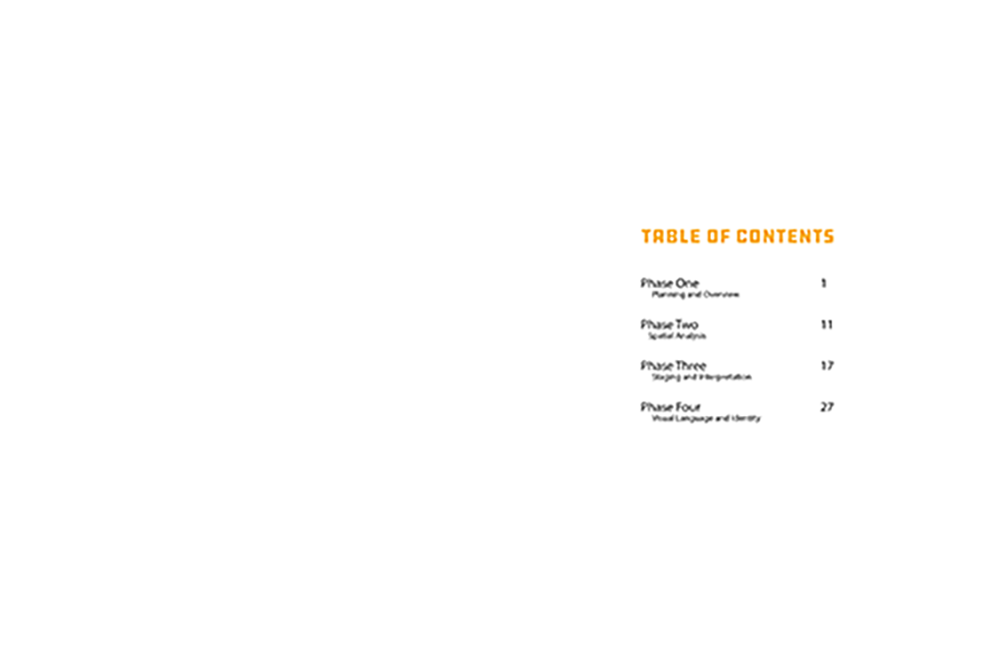 TABLE OF CONTENTS
Phase One 1
Planning and Overview
Phase Two 11
Spatial Analysis
Phase Three 17
Staging and Interpretation
Phase Four 27
Visual Language and Identity